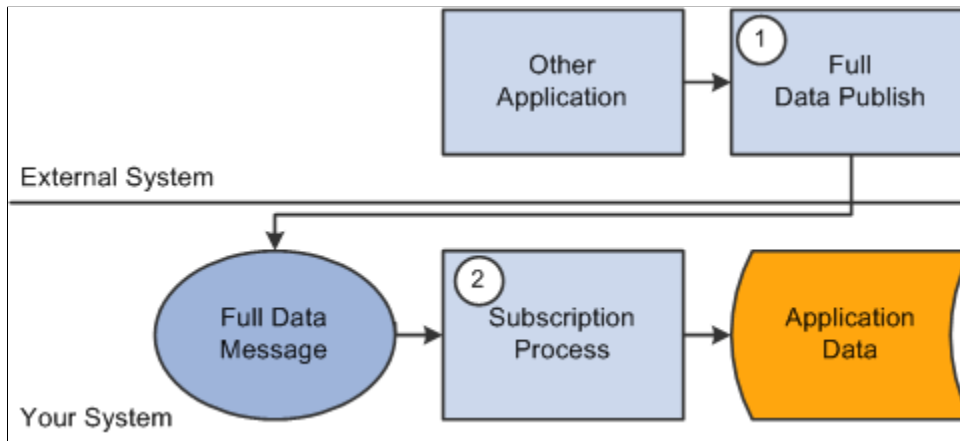 Other
Application
1
Full
Data Publish
External System
Full Data
Message
2
Subscription
Process
Application
Data
Your System